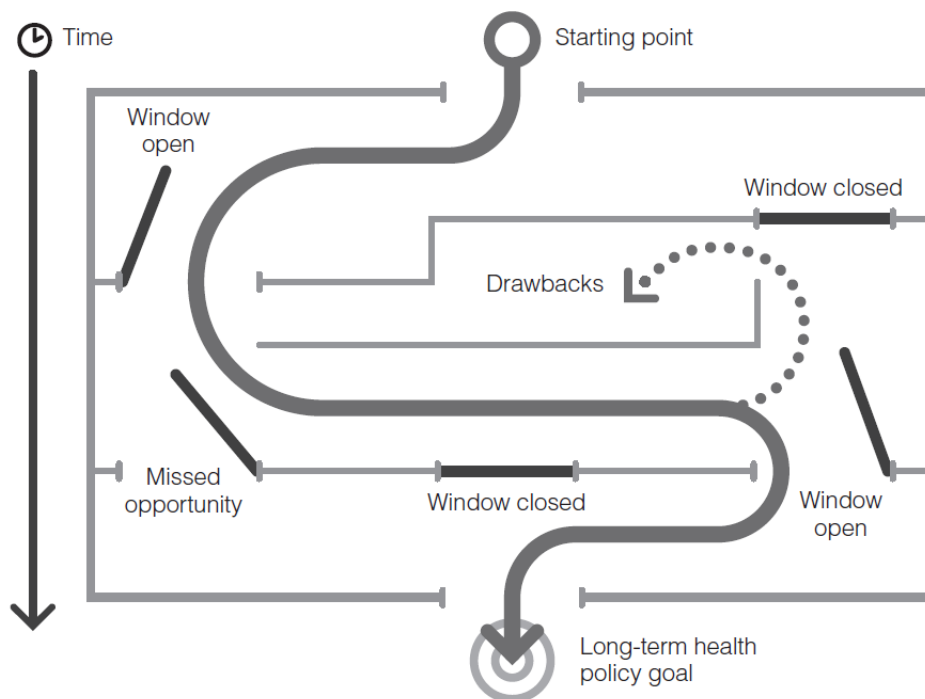 Time
Starting point
Window
open
Window closed
Drawbacks
Missed
opportunity
Window closed
Window
open
Long-term health
policy goal